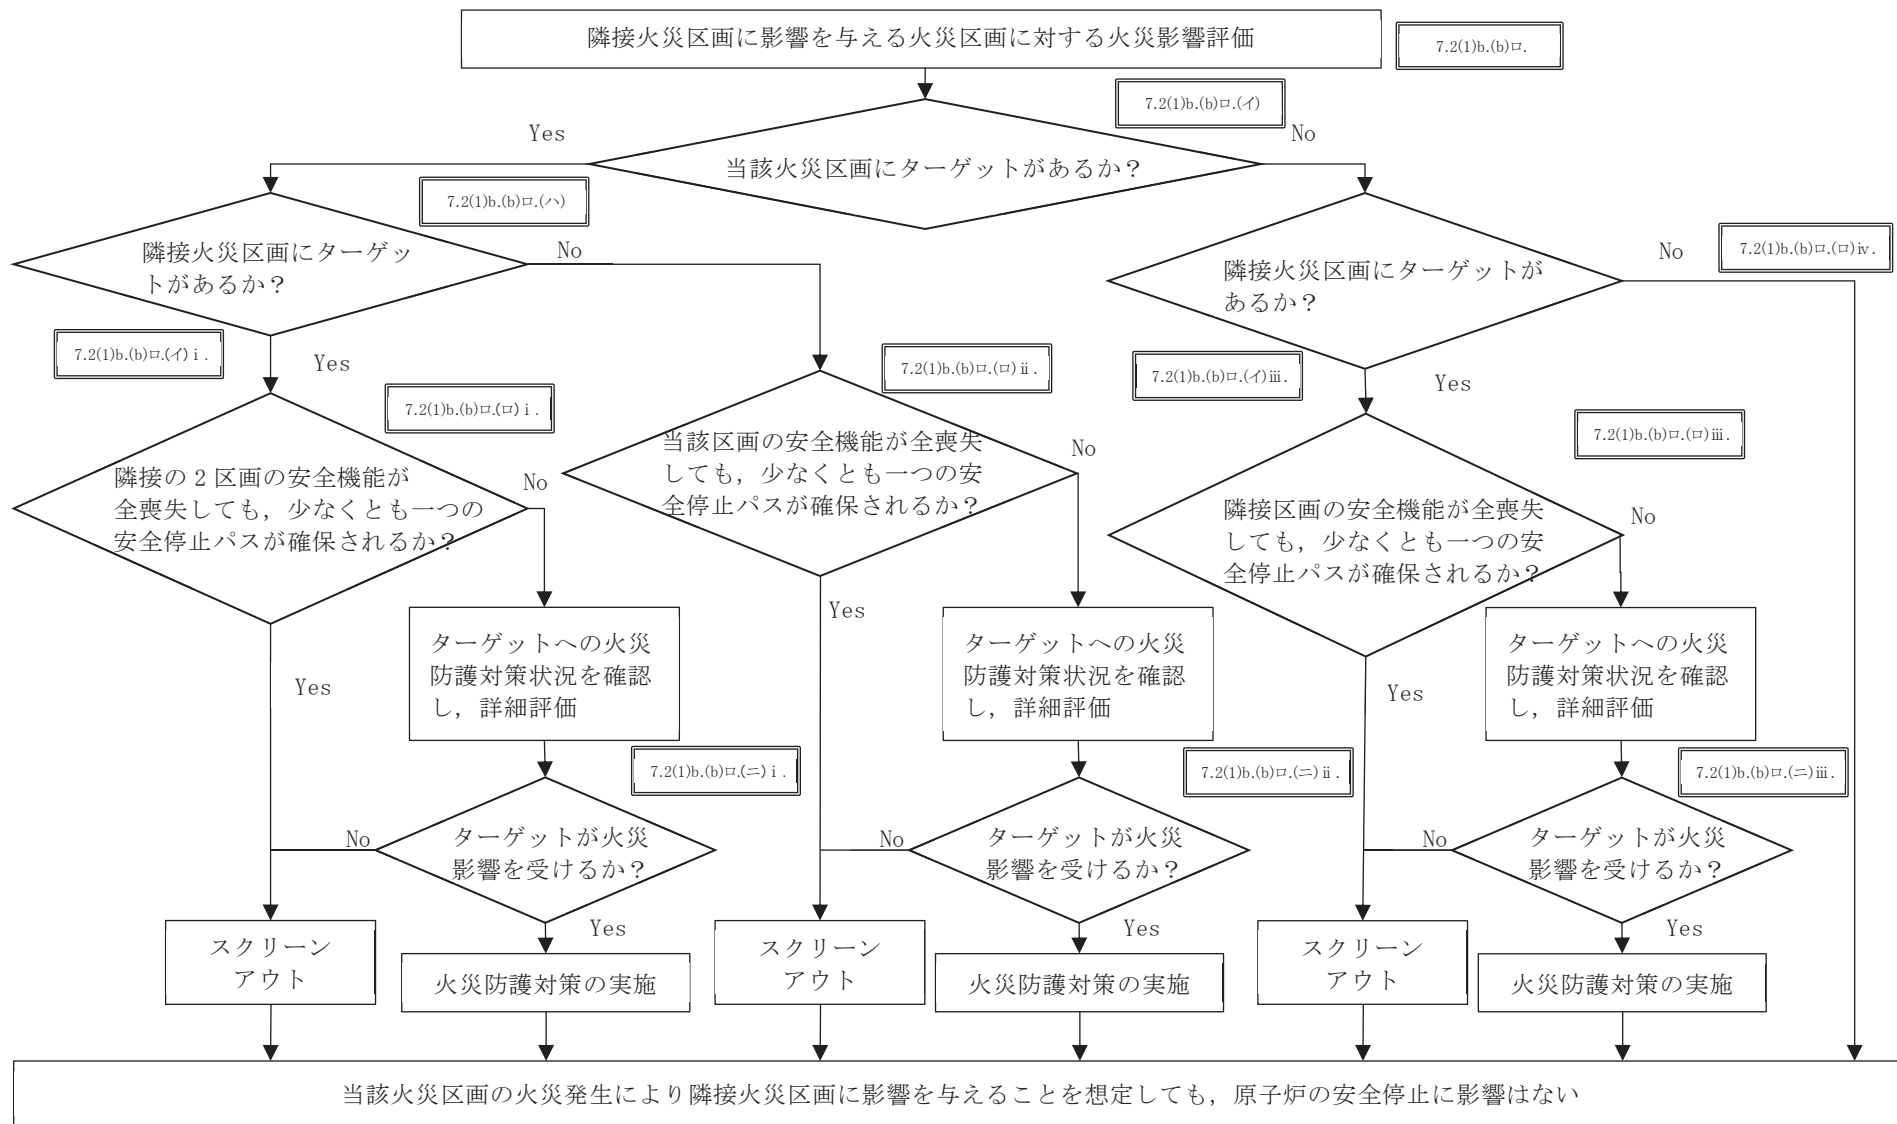 隣接火災区画に影響を与える火災区画に対する火災影響評価
7.2(1)b.(b)ロ.
7.2(1)b.(b)ロ.(イ)
Yes
No
当該火災区画にターゲットがあるか？
7.2(1)b.(b)ロ.(ハ)
隣接火災区画にターゲッ
トがあるか？
No
隣接火災区画にターゲットが
あるか？
No
7.2(1)b.(b)ロ.(ロ)ⅳ.
7.2(1)b.(b)ロ.(イ)ⅰ.
Yes
7.2(1)b.(b)ロ.(ロ)ⅰ.
7.2(1)b.(b)ロ.(ロ)ⅱ.
7.2(1)b.(b)ロ.(イ)ⅲ.
Yes
7.2(1)b.(b)ロ.(ロ)ⅲ.
隣接の 2 区画の安全機能が
全喪失しても，少なくとも一つの
安全停止パスが確保されるか？
No
当該区画の安全機能が全喪失
しても，少なくとも一つの安
全停止パスが確保されるか？
No
隣接区画の安全機能が全喪失
しても，少なくとも一つの安
全停止パスが確保されるか？
No
Yes
Yes
Yes
ターゲットへの火災
防護対策状況を確認
し，詳細評価
ターゲットへの火災
防護対策状況を確認
し，詳細評価
ターゲットへの火災
防護対策状況を確認
し，詳細評価
7.2(1)b.(b)ロ.(ニ)ⅰ.
7.2(1)b.(b)ロ.(ニ)ⅱ.
7.2(1)b.(b)ロ.(ニ)ⅲ.
No
ターゲットが火災
影響を受けるか？
No
ターゲットが火災
影響を受けるか？
No
ターゲットが火災
影響を受けるか？
Yes
Yes
Yes
スクリーン
アウト
火災防護対策の実施
スクリーン
アウト
火災防護対策の実施
スクリーン
アウト
火災防護対策の実施
当該火災区画の火災発生により隣接火災区画に影響を与えることを想定しても，原子炉の安全停止に影響はない